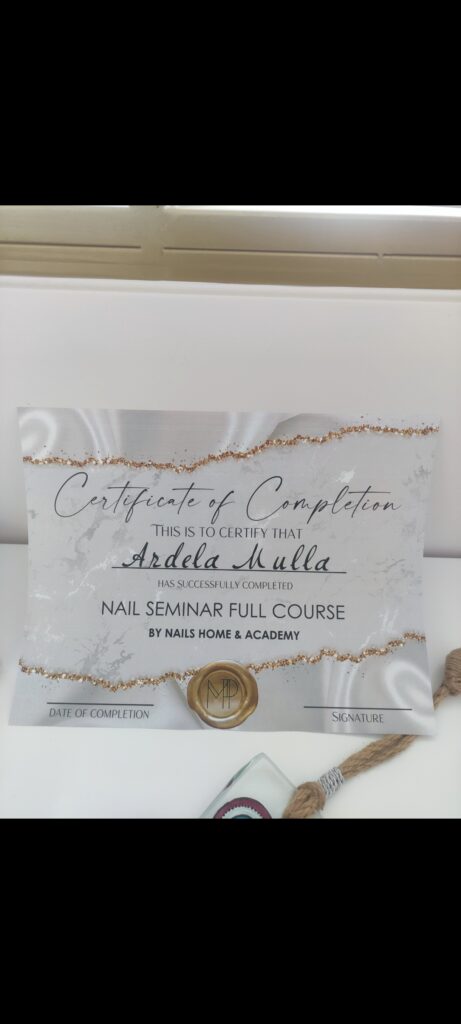 Certificate of Completion
THIS IS TO CERTIFY THAT
Ardela Mulla
HAS SUCCESSFULLY COMPLETED
NAIL SEMINAR FULL COURSE
BY NAILS HOME & ACADEMY
MP
DATE OF COMPLETION
SIGNATURE